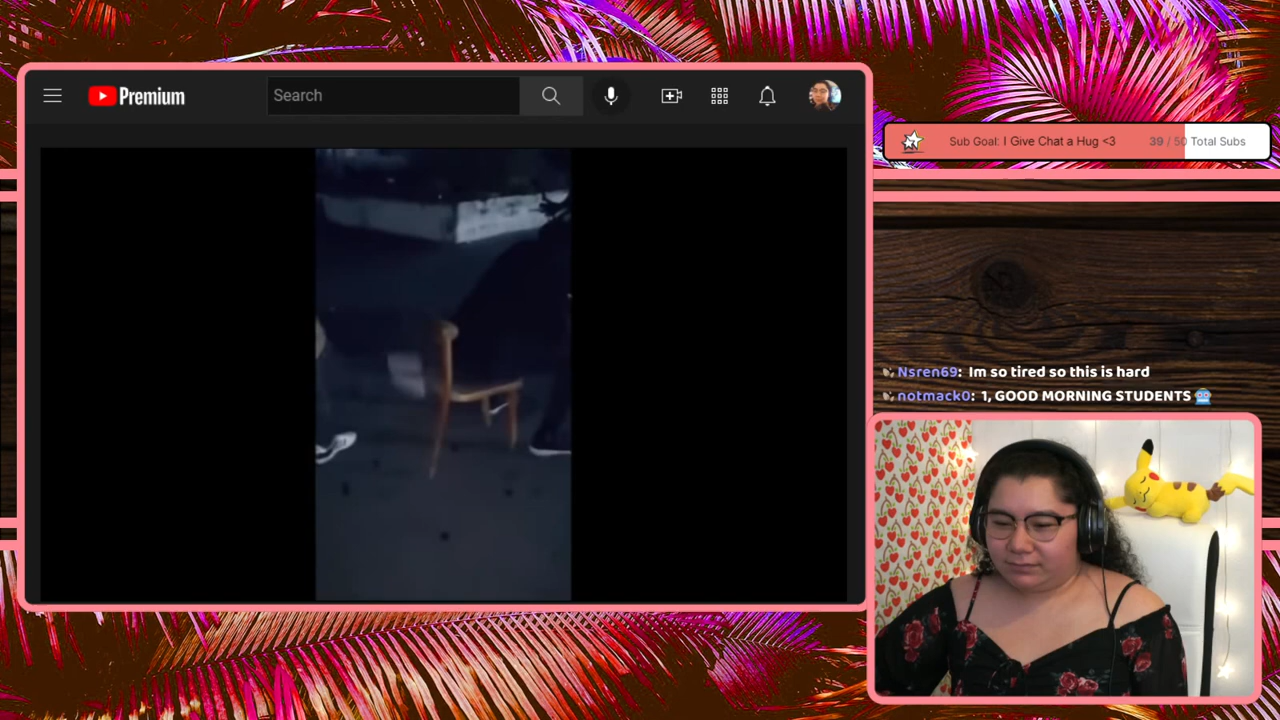 Premium
Search
Sub Goal: I Give Chat a Hug <3 39 / 50 Total Subs
Nsren69: Im so tired so this is hard
notmack0: 1, GOOD MORNING STUDENTS